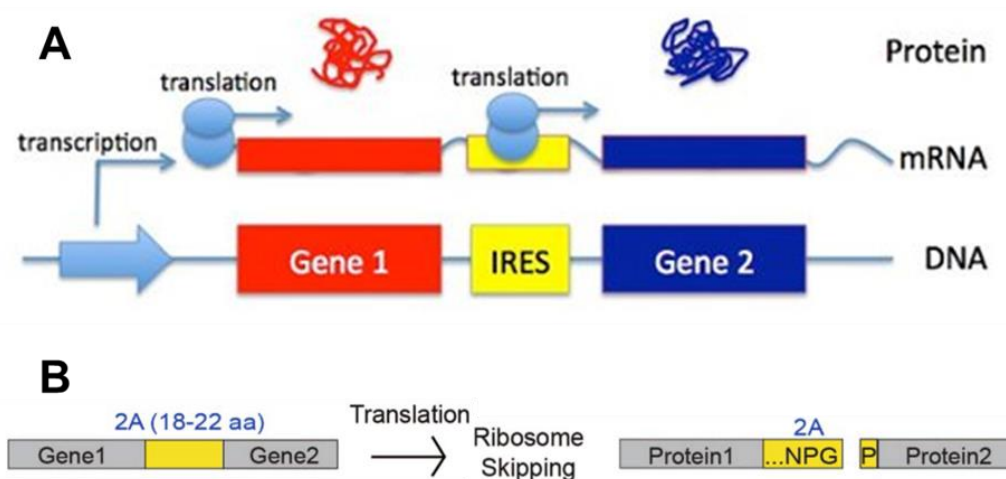 A
Protein
translation
translation
transcription
mRNA
Gene 1
IRES
Gene 2
DNA
B
2A (18-22 aa)
Gene1
Gene2
Translation
Ribosome
Skipping
2A
Protein1
...NPG
P
Protein2